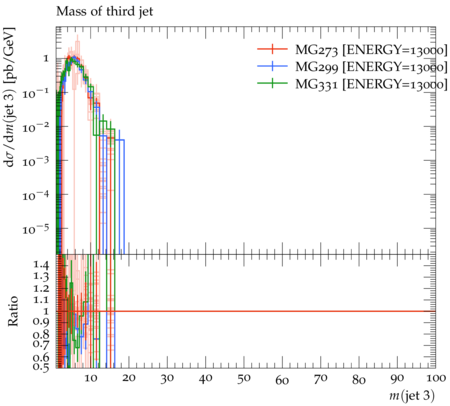 Mass of third jet
dσ/dm(jet 3) [pb/GeV]
MG273 [ENERGY=13000]
MG299 [ENERGY=13000]
MG331 [ENERGY=13000]
1
10⁻¹
10⁻²
10⁻³
10⁻⁴
10⁻⁵
Ratio
1.4
1.3
1.2
1.1
1
0.9
0.8
0.7
0.6
0.5
10 20 30 40 50 60 70 80 90 100
m(jet 3)